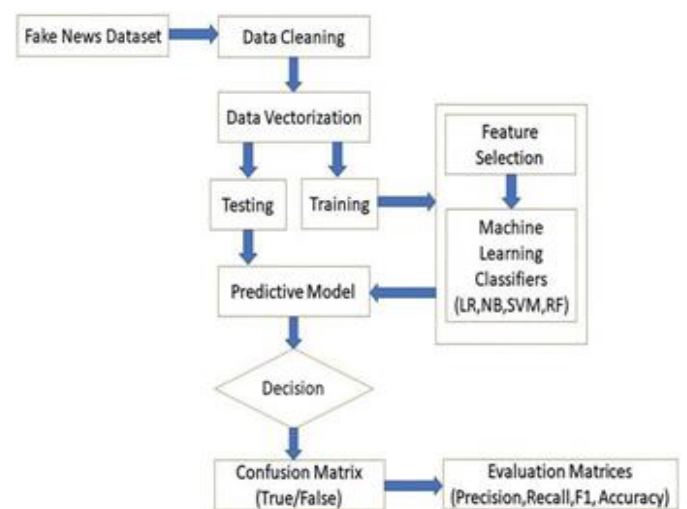 Fake News Dataset
Data Cleaning
Data Vectorization
Testing
Training
Feature
Selection
Machine
Learning
Classifiers
(LR,NB,SVM,RF)
Predictive Model
Decision
Confusion Matrix
(True/False)
Evaluation Matrices
(Precision,Recall,F1, Accuracy)